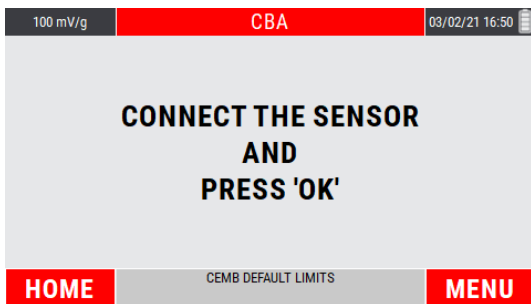 100 mV/g CBA 03/02/21 16:50
CONNECT THE SENSOR
AND
PRESS 'OK'
HOME CEMB DEFAULT LIMITS MENU